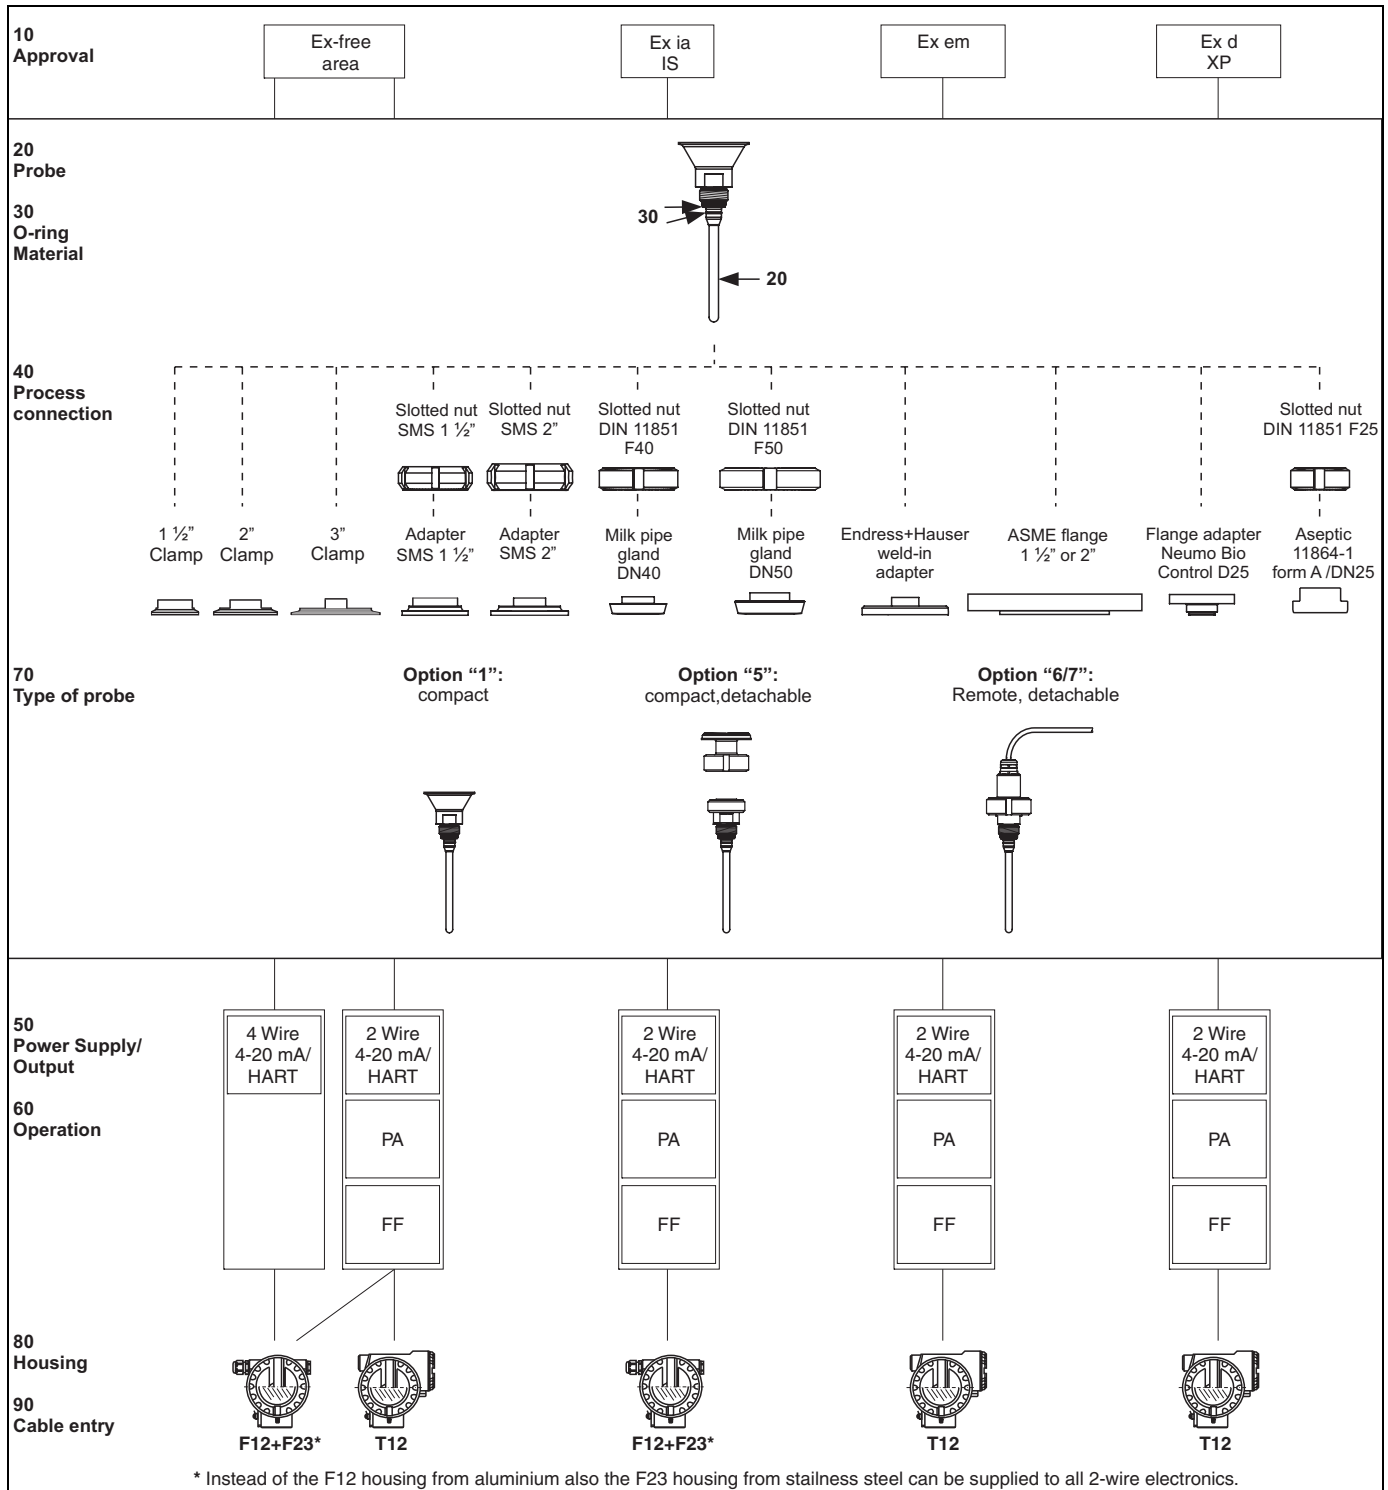 10
Approval
Ex-free
area
Ex ia
IS
Ex em
Ex d
XP
20
Probe
30
O-ring
Material
30
20
40
Process
connection
Slotted nut
SMS 1 ½”
Slotted nut
SMS 2”
Slotted nut
DIN 11851
F40
Slotted nut
DIN 11851
F50
Slotted nut
DIN 11851 F25
1 ½”
Clamp
2”
Clamp
3”
Clamp
Adapter
SMS 1 ½”
Adapter
SMS 2”
Milk pipe
gland
DN40
Milk pipe
gland
DN50
Endress+Hauser
weld-in
adapter
ASME flange
1 ½” or 2”
Flange adapter
Neumo Bio
Control D25
Aseptic
11864-1
form A /DN25
70
Type of probe
Option “1”:
compact
Option “5”:
compact,detachable
Option “6/7”:
Remote, detachable
50
Power Supply/
Output
60
Operation
4 Wire
4-20 mA/
HART
2 Wire
4-20 mA/
HART
PA
FF
2 Wire
4-20 mA/
HART
PA
FF
2 Wire
4-20 mA/
HART
PA
FF
2 Wire
4-20 mA/
HART
PA
FF
80
Housing
90
Cable entry
F12+F23*
T12
F12+F23*
T12
T12
* Instead of the F12 housing from aluminium also the F23 housing from stailness steel can be supplied to all 2-wire electronics.